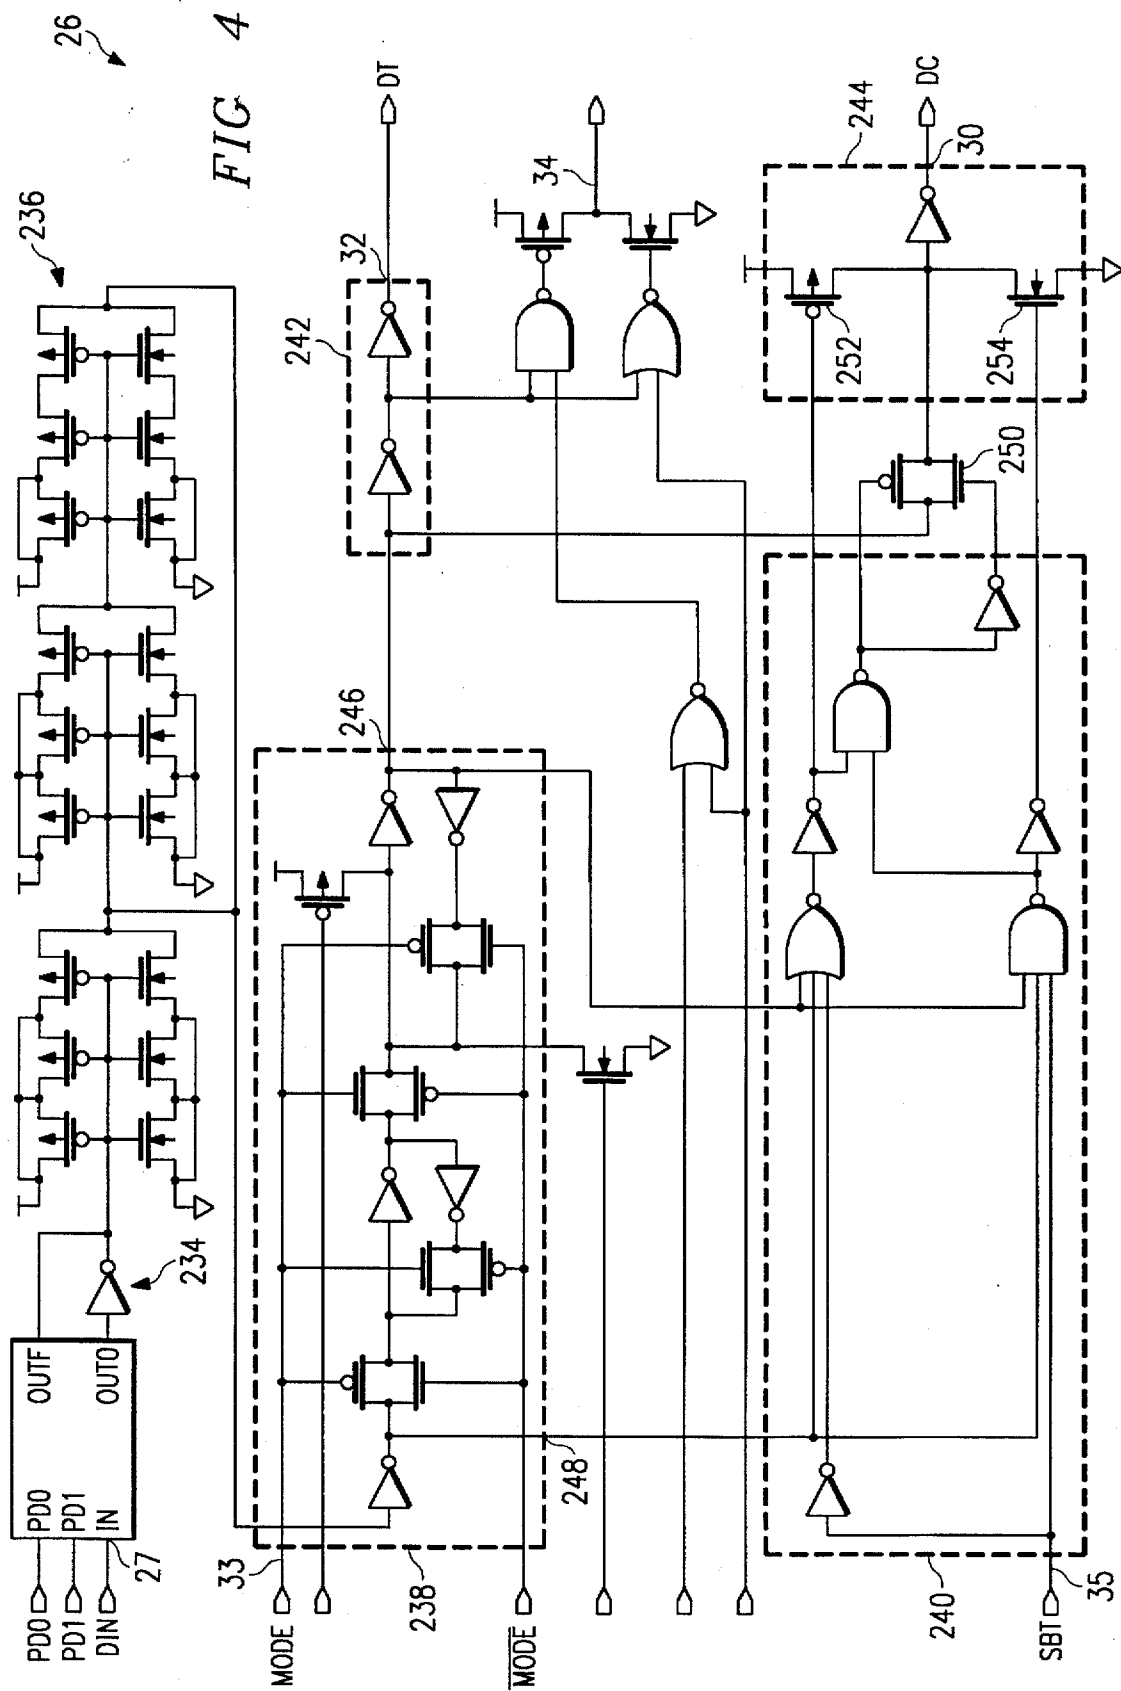 FIG 4
26
236
PD0
PD1
DIN
PD0
PD1
IN
OUTF
OUT0
27
234
33
MODE
MODE
238
248
246
242
32
DT
34
240
SBT
35
250
252
254
244
30
DC